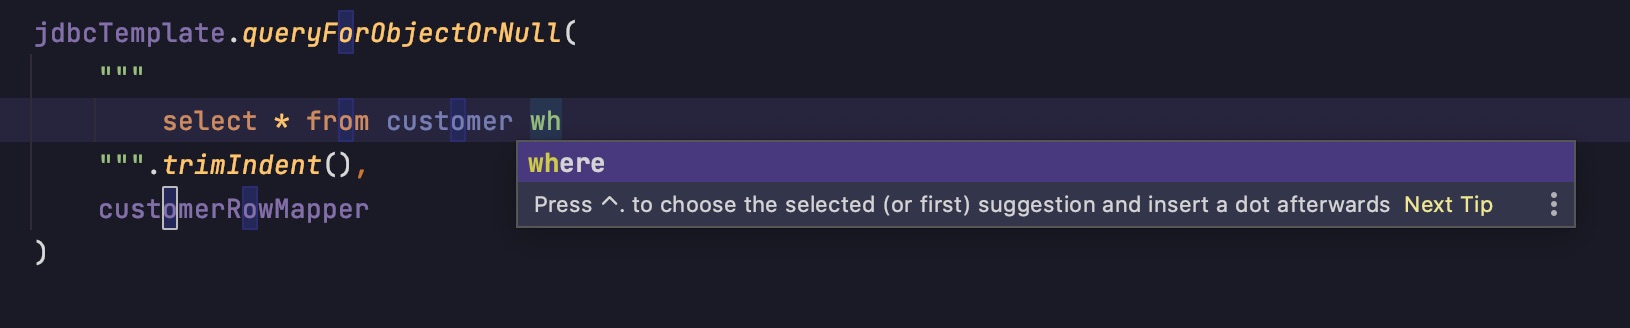 jdbcTemplate.queryForObjectOrNull(
"""
select * from customer wh
""".trimIndent(),
where
Press ^. to choose the selected (or first) suggestion and insert a dot afterwards Next Tip
customerRowMapper
)